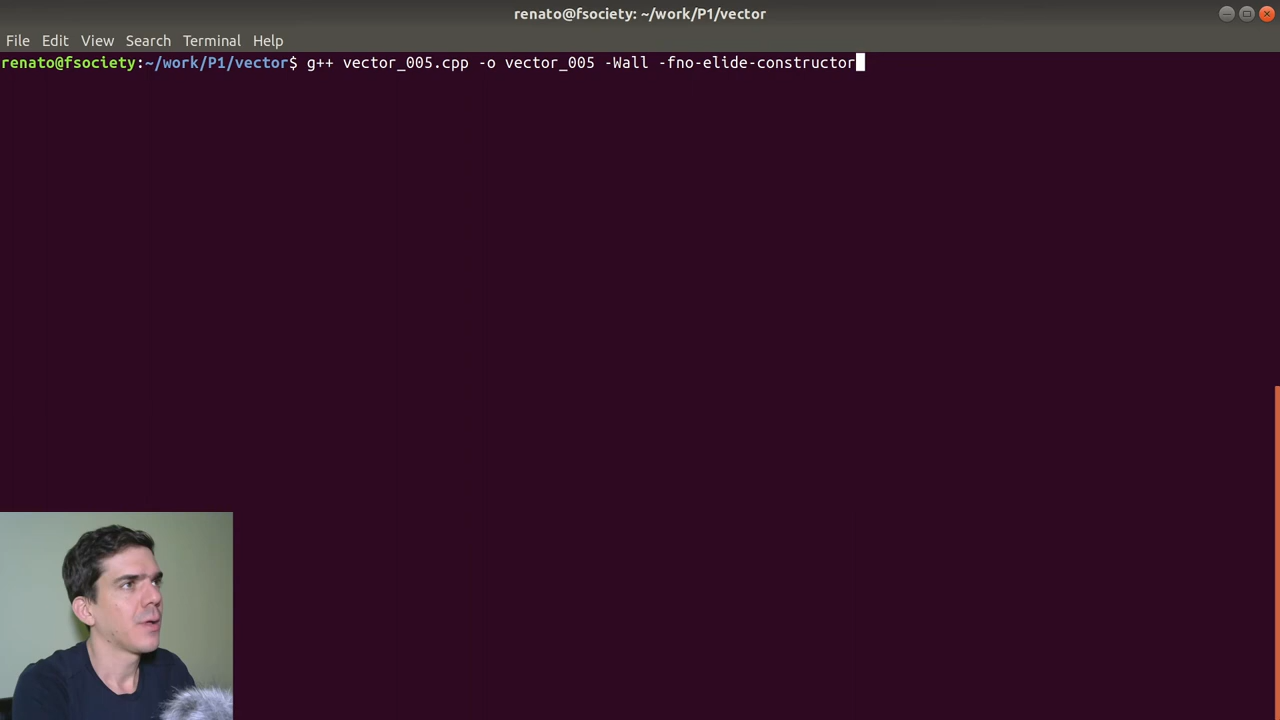 renato@fsociety: ~/work/P1/vector
File Edit View Search Terminal Help
renato@fsociety:~/work/P1/vector$ g++ vector_005.cpp -o vector_005 -Wall -fno-elide-constructor